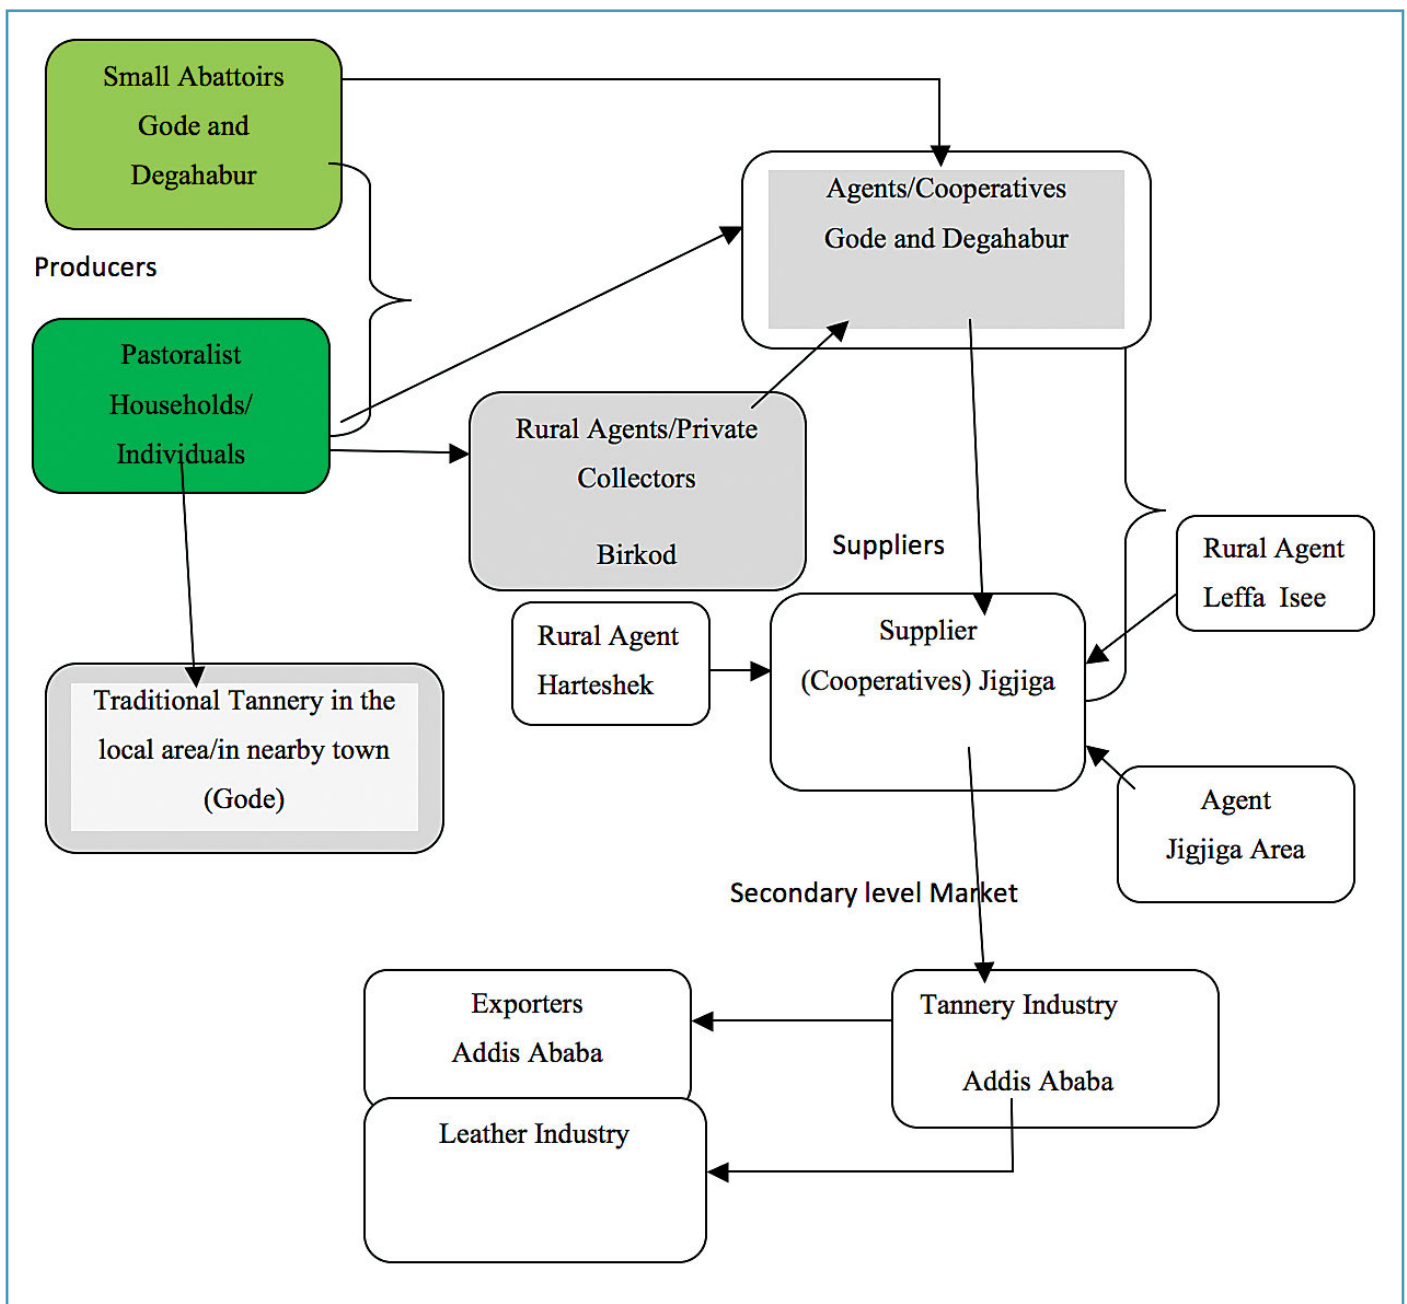 Small Abattoirs
Gode and
Degahabur
Producers
Pastoralist
Households/
Individuals
Agents/Cooperatives
Gode and Degahabur
Rural Agents/Private
Collectors
Birkod
Suppliers
Rural Agent
Leffa Isee
Rural Agent
Harteshek
Supplier
(Cooperatives) Jigjiga
Traditional Tannery in the
local area/in nearby town
(Gode)
Agent
Jigjiga Area
Secondary level Market
Exporters
Addis Ababa
Tannery Industry
Addis Ababa
Leather Industry